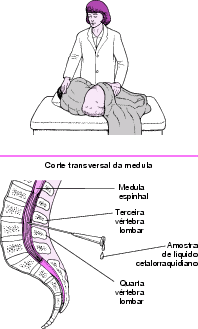 Corte transversal da medula
Medula
espinhal
Terceira
vértebra
lombar
Amostra
de líquido
cefalorraquidiano
Quarta
vértebra
lombar